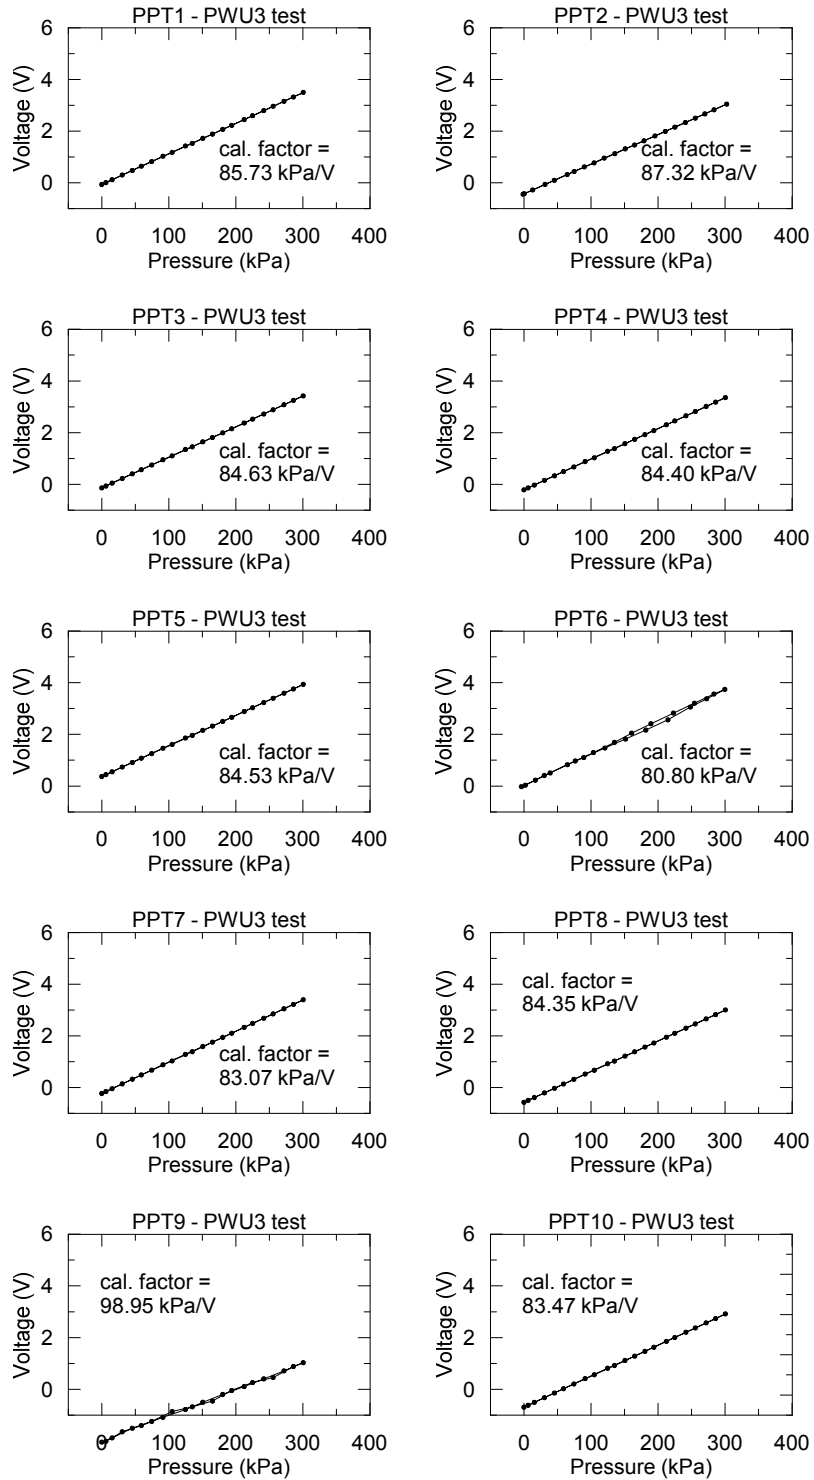 PPT1 - PWU3 test
6
4
2
0
Voltage (V)
cal. factor =
85.73 kPa/V
0 100 200 300 400
Pressure (kPa)
PPT2 - PWU3 test
6
4
2
0
Voltage (V)
cal. factor =
87.32 kPa/V
0 100 200 300 400
Pressure (kPa)
PPT3 - PWU3 test
6
4
2
0
Voltage (V)
cal. factor =
84.63 kPa/V
0 100 200 300 400
Pressure (kPa)
PPT4 - PWU3 test
6
4
2
0
Voltage (V)
cal. factor =
84.40 kPa/V
0 100 200 300 400
Pressure (kPa)
PPT5 - PWU3 test
6
4
2
0
Voltage (V)
cal. factor =
84.53 kPa/V
0 100 200 300 400
Pressure (kPa)
PPT6 - PWU3 test
6
4
2
0
Voltage (V)
cal. factor =
80.80 kPa/V
0 100 200 300 400
Pressure (kPa)
PPT7 - PWU3 test
6
4
2
0
Voltage (V)
cal. factor =
83.07 kPa/V
0 100 200 300 400
Pressure (kPa)
PPT8 - PWU3 test
6
4
2
0
Voltage (V)
cal. factor =
84.35 kPa/V
0 100 200 300 400
Pressure (kPa)
PPT9 - PWU3 test
6
4
2
0
Voltage (V)
cal. factor =
98.95 kPa/V
0 100 200 300 400
Pressure (kPa)
PPT10 - PWU3 test
6
4
2
0
Voltage (V)
cal. factor =
83.47 kPa/V
0 100 200 300 400
Pressure (kPa)